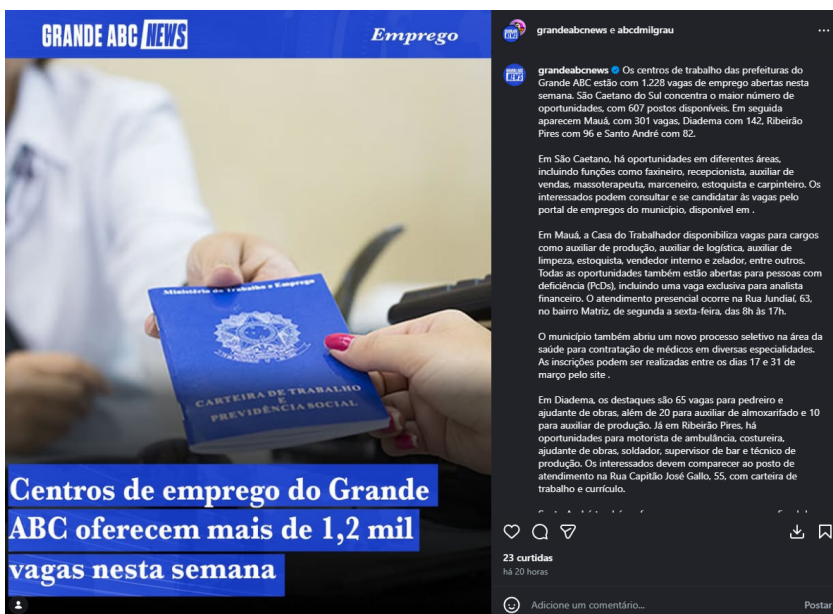 GRANDE ABC NEWS
Emprego
Ministério do Trabalho e Emprego
CARTEIRA DE TRABALHO
E
PREVIDÊNCIA SOCIAL
Centros de emprego do Grande
ABC oferecem mais de 1,2 mil
vagas nesta semana
grandeabcnews e abcdmilgrau
grandeabcnews Os centros de trabalho das prefeituras do
Grande ABC estão com 1.228 vagas de emprego abertas nesta
semana. São Caetano do Sul concentra o maior número de
oportunidades, com 607 postos disponíveis. Em seguida
aparecem Mauá, com 301 vagas, Diadema com 142, Ribeirão
Pires com 96 e Santo André com 82.
Em São Caetano, há oportunidades em diferentes áreas,
incluindo funções como faxineiro, recepcionista, auxiliar de
vendas, massoterapeuta, marceneiro, estoquista e carpinteiro. Os
interessados podem consultar e se candidatar às vagas pelo
portal de empregos do município, disponível em .
Em Mauá, a Casa do Trabalhador disponibiliza vagas para cargos
como auxiliar de produção, auxiliar de logística, auxiliar de
limpeza, estoquista, vendedor interno e zelador, entre outros.
Todas as oportunidades também estão abertas para pessoas com
deficiência (PcDs), incluindo uma vaga exclusiva para analista
financeiro. O atendimento presencial ocorre na Rua Jundiaí, 63,
no bairro Matriz, de segunda a sexta-feira, das 8h às 17h.
O município também abriu um novo processo seletivo na área da
saúde para contratação de médicos em diversas especialidades.
As inscrições podem ser realizadas entre os dias 17 e 31 de
março pelo site .
Em Diadema, os destaques são 65 vagas para pedreiro e
ajudante de obras, além de 20 para auxiliar de almoxarifado e 10
para auxiliar de produção. Já em Ribeirão Pires, há
oportunidades para motorista de ambulância, costureira,
ajudante de obras, soldador, supervisor de bar e técnico de
produção. Os interessados devem comparecer ao posto de
atendimento na Rua Capitão José Gallo, 55, com carteira de
trabalho e currículo.
23 curtidas
há 20 horas
Adicione um comentário...
Postar